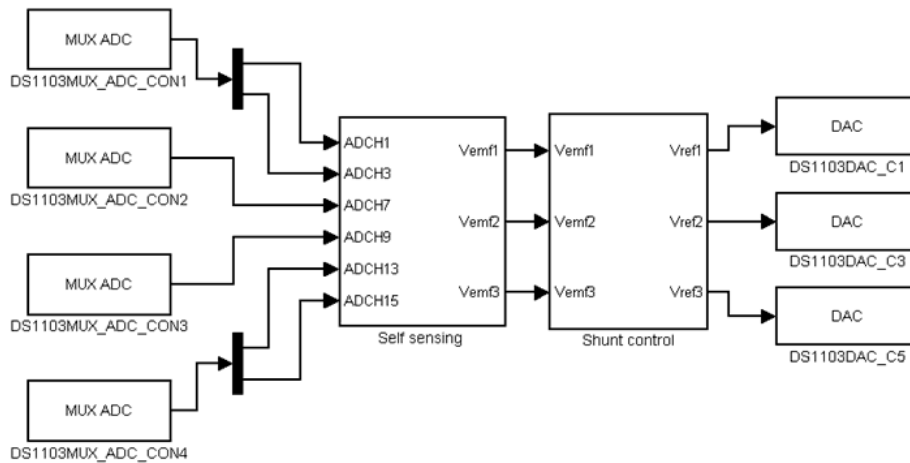 MUX ADC
DS1103MUX_ADC_CON1
MUX ADC
DS1103MUX_ADC_CON2
MUX ADC
DS1103MUX_ADC_CON3
MUX ADC
DS1103MUX_ADC_CON4
ADCH1
ADCH3
ADCH7
ADCH9
ADCH13
ADCH15
Vemf1
Vemf2
Vemf3
Self sensing
Vemf1
Vemf2
Vemf3
Vref1
Vref2
Vref3
Shunt control
DAC
DS1103DAC_C1
DAC
DS1103DAC_C3
DAC
DS1103DAC_C5